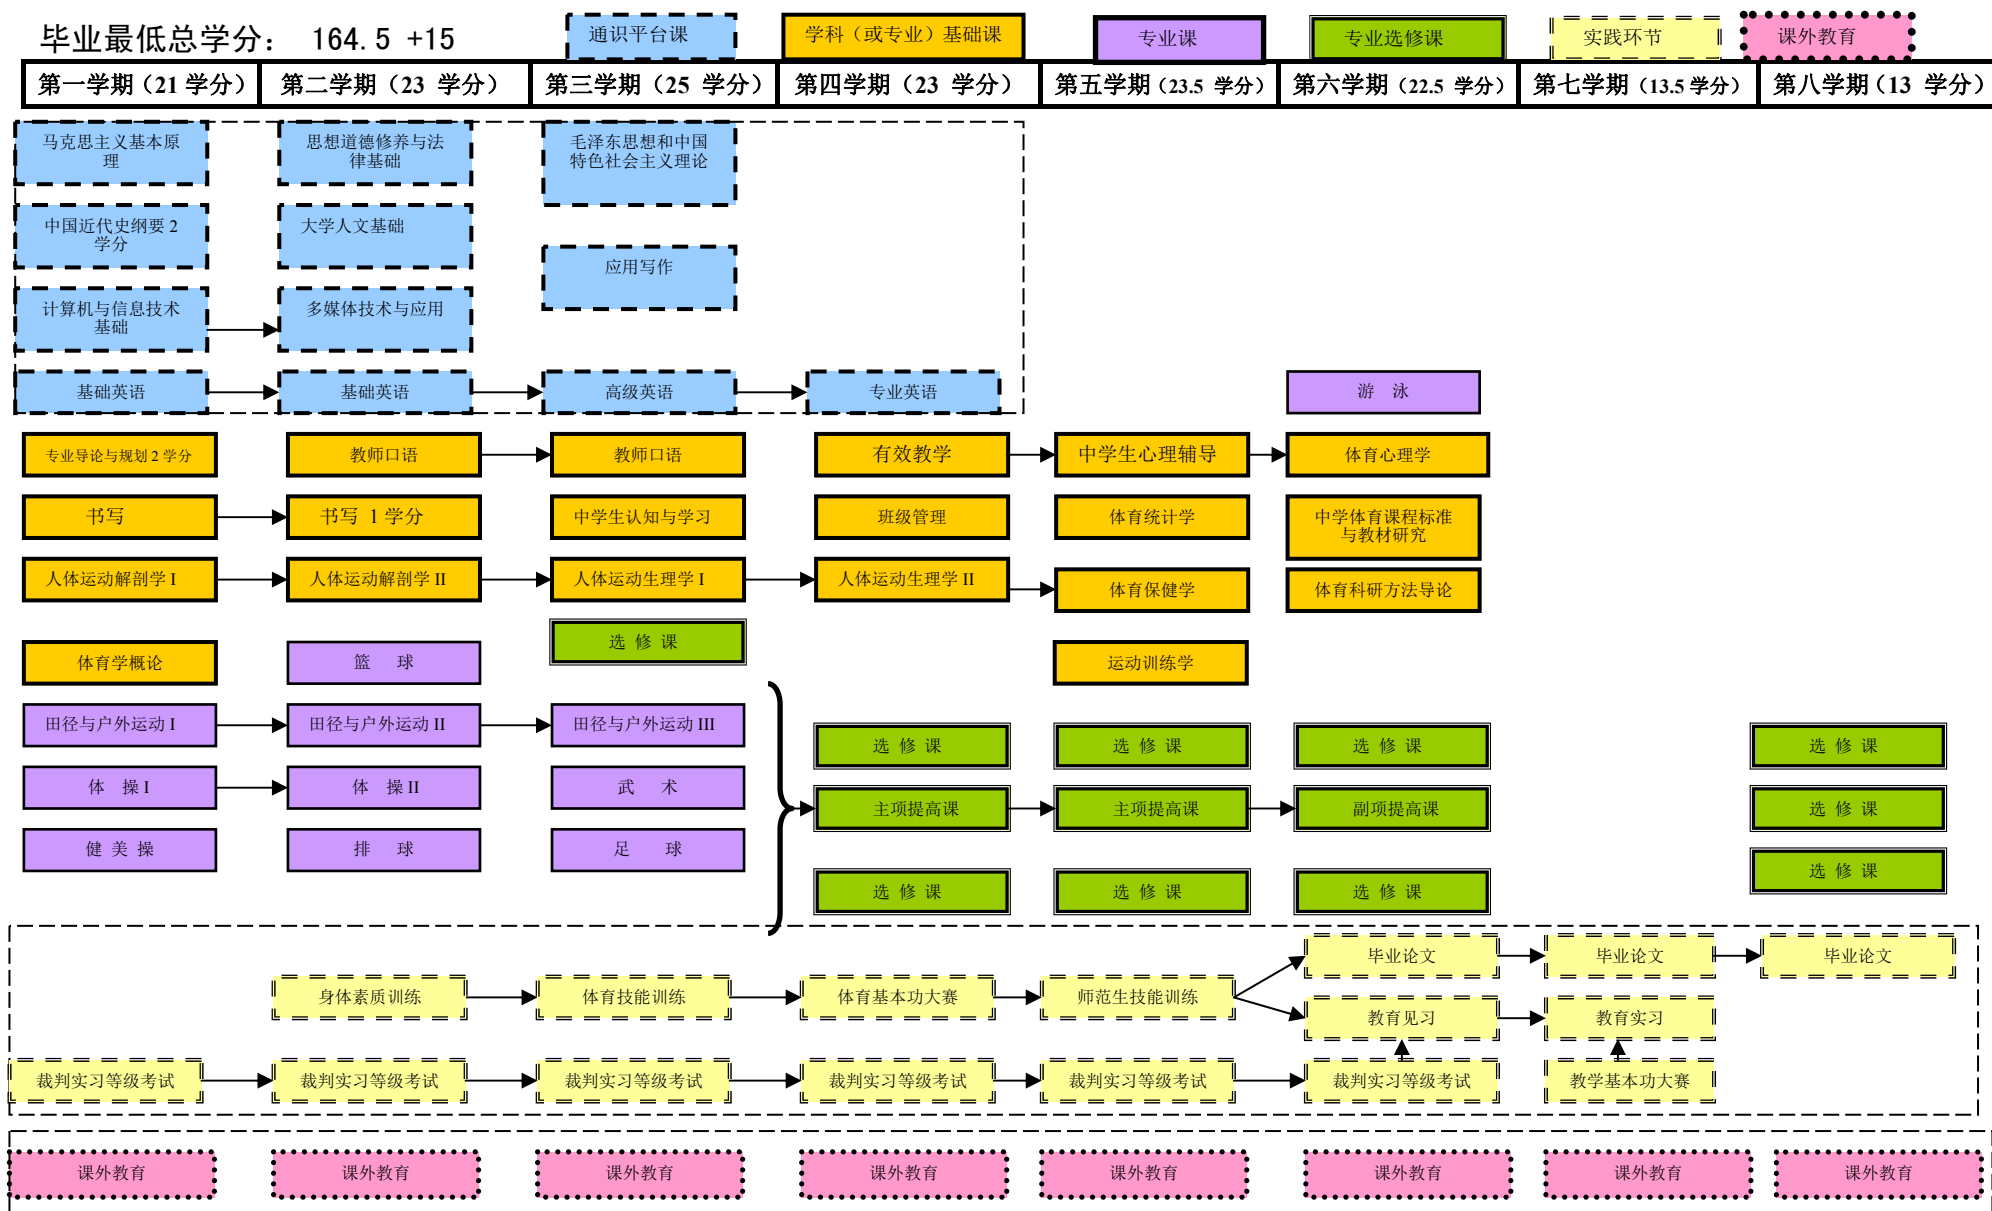 毕业最低总学分： 164.5 +15
通识平台课
学科（或专业）基础课
专业课
专业选修课
实践环节
课外教育
第一学期（21 学分）
第二学期（23 学分）
第三学期（25 学分）
第四学期（23 学分）
第五学期（23.5 学分）
第六学期（22.5 学分）
第七学期（13.5 学分）
第八学期（13 学分）
马克思主义基本原
理
思想道德修养与法
律基础
毛泽东思想和中国
特色社会主义理论
中国近代史纲要 2
学分
大学人文基础
应用写作
计算机与信息技术
基础
多媒体技术与应用
基础英语
基础英语
高级英语
专业英语
游 泳
专业导论与规划 2 学分
教师口语
教师口语
有效教学
中学生心理辅导
体育心理学
书写
书写 1 学分
中学生认知与学习
班级管理
体育统计学
中学体育课程标准
与教材研究
人体运动解剖学 I
人体运动解剖学 II
人体运动生理学 I
人体运动生理学 II
体育保健学
体育科研方法导论
选 修 课
体育学概论
篮 球
运动训练学
田径与户外运动 I
田径与户外运动 II
田径与户外运动 III
选 修 课
选 修 课
选 修 课
选 修 课
体 操 I
体 操 II
武 术
主项提高课
主项提高课
副项提高课
选 修 课
健 美 操
排 球
足 球
选 修 课
选 修 课
选 修 课
选 修 课
毕业论文
毕业论文
毕业论文
身体素质训练
体育技能训练
体育基本功大赛
师范生技能训练
教育见习
教育实习
裁判实习等级考试
裁判实习等级考试
裁判实习等级考试
裁判实习等级考试
裁判实习等级考试
裁判实习等级考试
教学基本功大赛
课外教育
课外教育
课外教育
课外教育
课外教育
课外教育
课外教育
课外教育